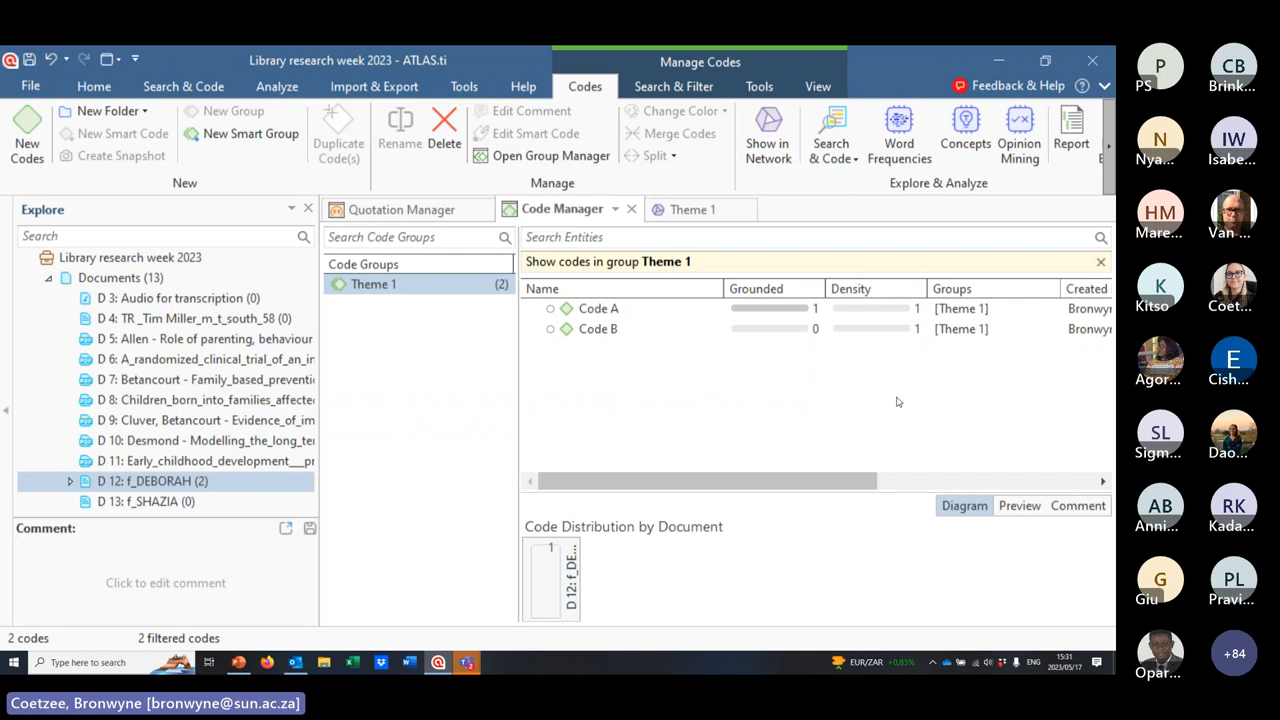 Library research week 2023 - ATLAS.ti
Manage Codes
File
Home
Search & Code
Analyze
Import & Export
Tools
Help
Codes
Search & Filter
Tools
View
Feedback & Help
New Codes
New Folder
New Smart Code
Create Snapshot
New Group
New Smart Group
New
Duplicate Code(s)
Rename
Delete
Edit Comment
Edit Smart Code
Open Group Manager
Manage
Change Color
Merge Codes
Split
Show in Network
Search & Code
Word Frequencies
Concepts
Opinion Mining
Report
Explore & Analyze
Explore
Search
Library research week 2023
Documents (13)
D 3: Audio for transcription (0)
D 4: TR _Tim Miller_m_t_south_58 (0)
D 5: Allen - Role of parenting, behaviour
D 6: A_randomized_clinical_trial_of_an_in
D 7: Betancourt - Family_based_preventi
D 8: Children_born_into_families_affecte
D 9: Cluver, Betancourt - Evidence_of_im
D 10: Desmond - Modelling_the_long_te
D 11: Early_childhood_development__pr
D 12: f_DEBORAH (2)
D 13: f_SHAZIA (0)
Comment:
Click to edit comment
Quotation Manager
Code Manager
Theme 1
Search Code Groups
Code Groups
Theme 1 (2)
Search Entities
Show codes in group Theme 1
Name Grounded Density Groups Created
Code A 1 1 [Theme 1] Bronwyn
Code B 0 1 [Theme 1] Bronwyn
Diagram
Preview
Comment
Code Distribution by Document
1
D 12: f_DE...
2 codes
2 filtered codes
Type here to search
EUR/ZAR +0,83%
ENG
15:31
2023/05/17
Coetzee, Bronwyne [bronwyne@sun.ac.za]
P
PS
CB
Brink...
N
Nya...
IW
Isabe...
HM
Mare...
Van ...
K
Kitso
Coet...
Agor...
E
Cish...
SL
Sigm...
Dao...
AB
Anni...
RK
Kada...
G
Giu
PL
Pravi...
Opar...
+84